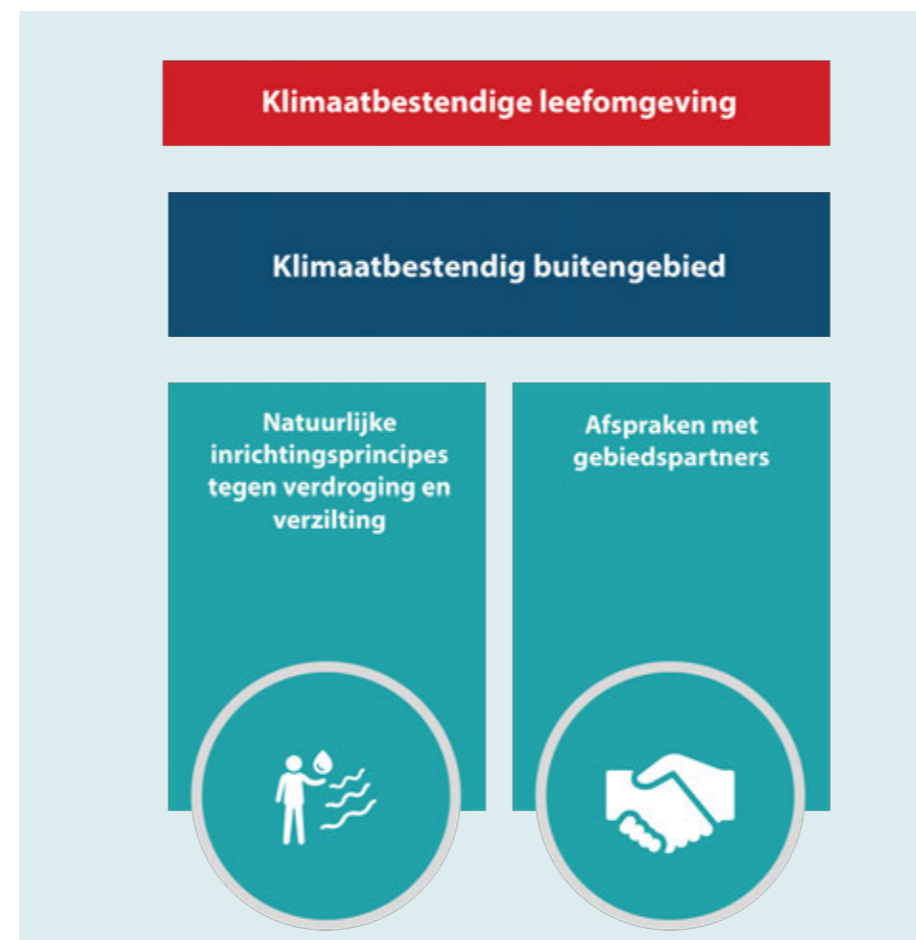 Klimaatbestendige leefomgeving
Klimaatbestendig buitengebied
Natuurlijke
inrichtingsprincipes
tegen verdroging en
verzilting
Afspraken met
gebiedspartners